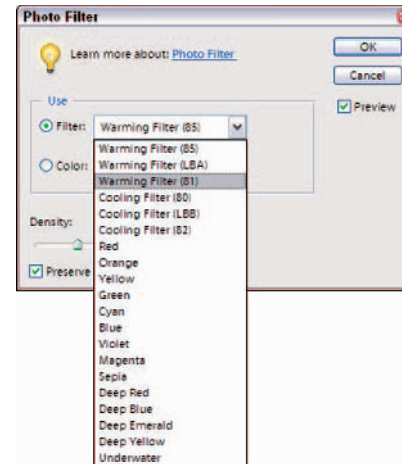 Photo Filter
Learn more about: Photo Filter
OK
Cancel
Preview
Use
Filter: Warming Filter (85)
Color:
Warming Filter (85)
Warming Filter (LBA)
Warming Filter (81)
Cooling Filter (80)
Cooling Filter (LBB)
Cooling Filter (82)
Red
Orange
Yellow
Green
Cyan
Blue
Violet
Magenta
Sepia
Deep Red
Deep Blue
Deep Emerald
Deep Yellow
Underwater
Density:
Preserve